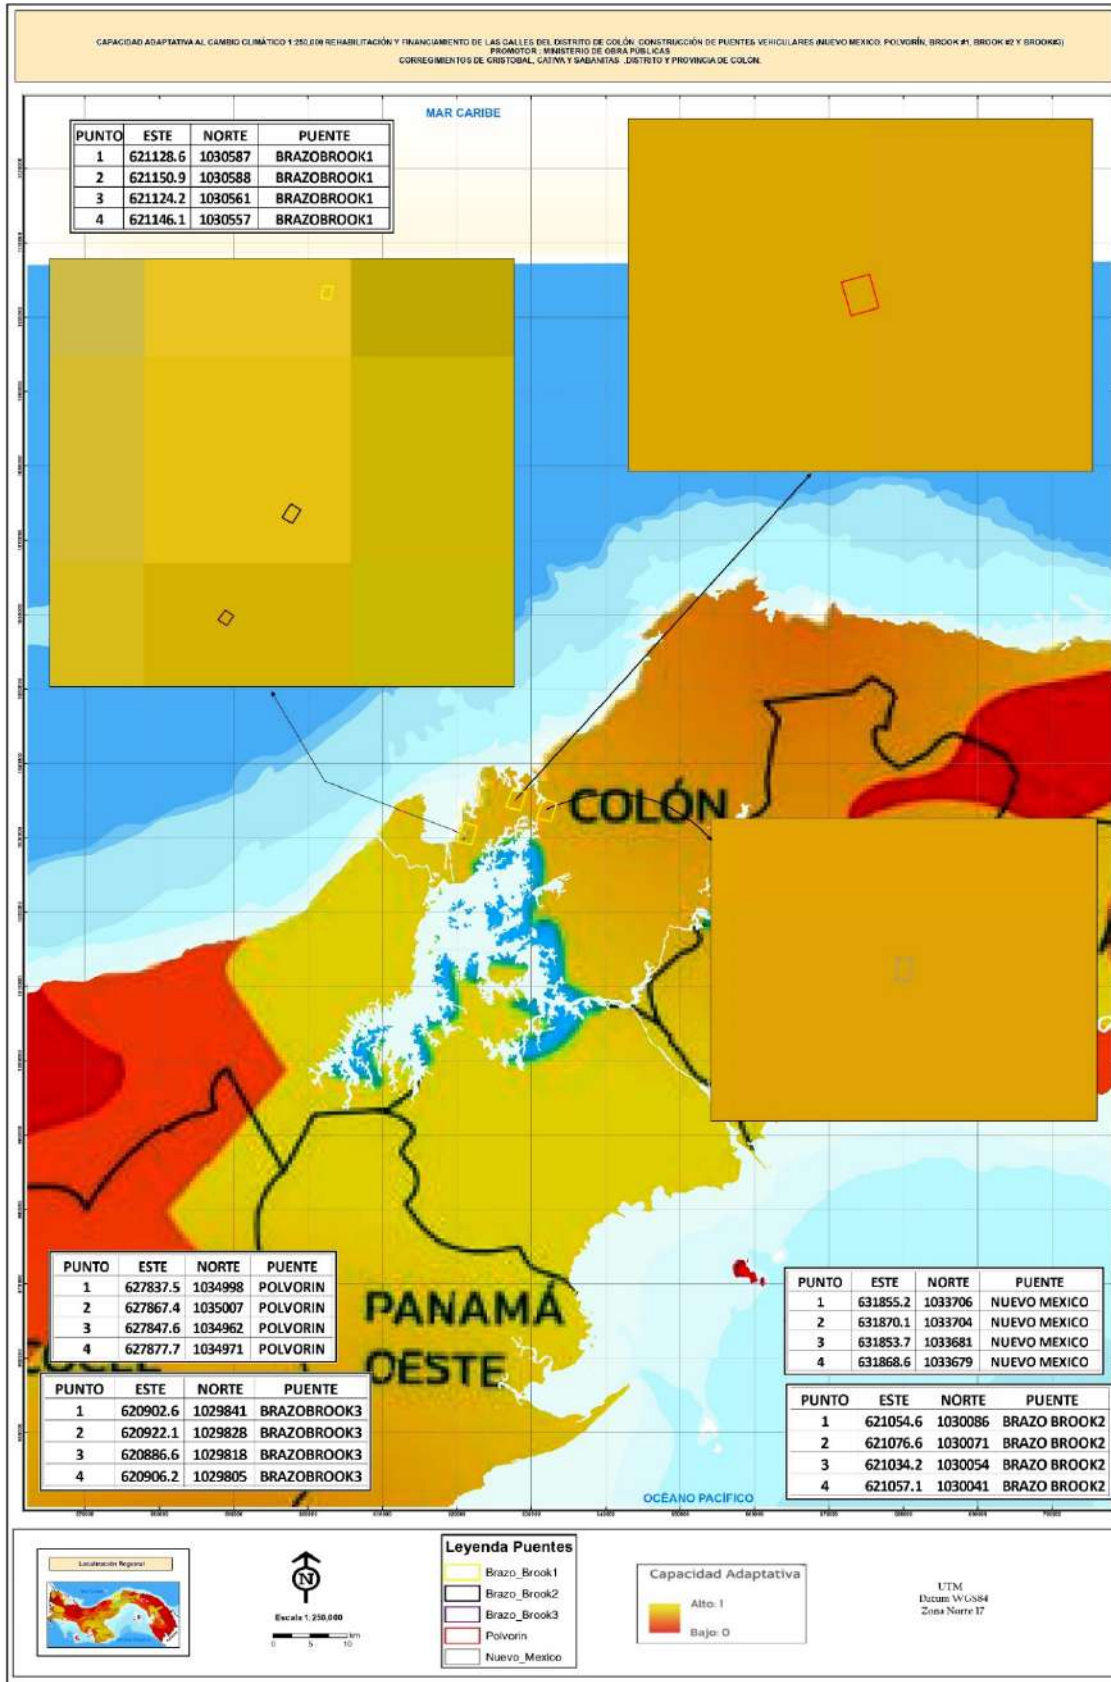 CAPACIDAD ADAPTATIVA AL CAMBIO CLIMÁTICO 1:250,000 REHABILITACIÓN Y FINANCIAMIENTO DE LAS CALLES DEL DISTRITO DE COLÓN CONSTRUCCIÓN DE PUENTES VEHICULARES (NUEVO MEXICO, POLVORÍN, BROOK #1, BROOK #2 Y BROOK#3)
PROMOTOR : MINISTERIO DE OBRA PÚBLICAS
CORREGIMIENTOS DE CRISTOBAL, CATIVA Y SABANITAS .DISTRITO Y PROVINCIA DE COLÓN.
MAR CARIBE
PUNTO ESTE NORTE PUENTE
1 621128.6 1030587 BRAZOBROOK1
2 621150.9 1030588 BRAZOBROOK1
3 621124.2 1030561 BRAZOBROOK1
4 621146.1 1030557 BRAZOBROOK1
COLÓN
PANAMÁ
OESTE
PUNTO ESTE NORTE PUENTE
1 627837.5 1034998 POLVORIN
2 627867.4 1035007 POLVORIN
3 627847.6 1034962 POLVORIN
4 627877.7 1034971 POLVORIN
PUNTO ESTE NORTE PUENTE
1 620902.6 1029841 BRAZOBROOK3
2 620922.1 1029828 BRAZOBROOK3
3 620886.6 1029818 BRAZOBROOK3
4 620906.2 1029805 BRAZOBROOK3
PUNTO ESTE NORTE PUENTE
1 631855.2 1033706 NUEVO MEXICO
2 631870.1 1033704 NUEVO MEXICO
3 631853.7 1033681 NUEVO MEXICO
4 631868.6 1033679 NUEVO MEXICO
PUNTO ESTE NORTE PUENTE
1 621054.6 1030086 BRAZO BROOK2
2 621076.6 1030071 BRAZO BROOK2
3 621034.2 1030054 BRAZO BROOK2
4 621057.1 1030041 BRAZO BROOK2
OCÉANO PACÍFICO
Localización Regional
N
Escala 1:250,000
km
0 5 10
Leyenda Puentes
Brazo_Brook1
Brazo_Brook2
Brazo_Brook3
Polvorin
Nuevo_Mexico
Capacidad Adaptativa
Alto: 1
Bajo: 0
UTM
Datum WGS84
Zona Norte 17